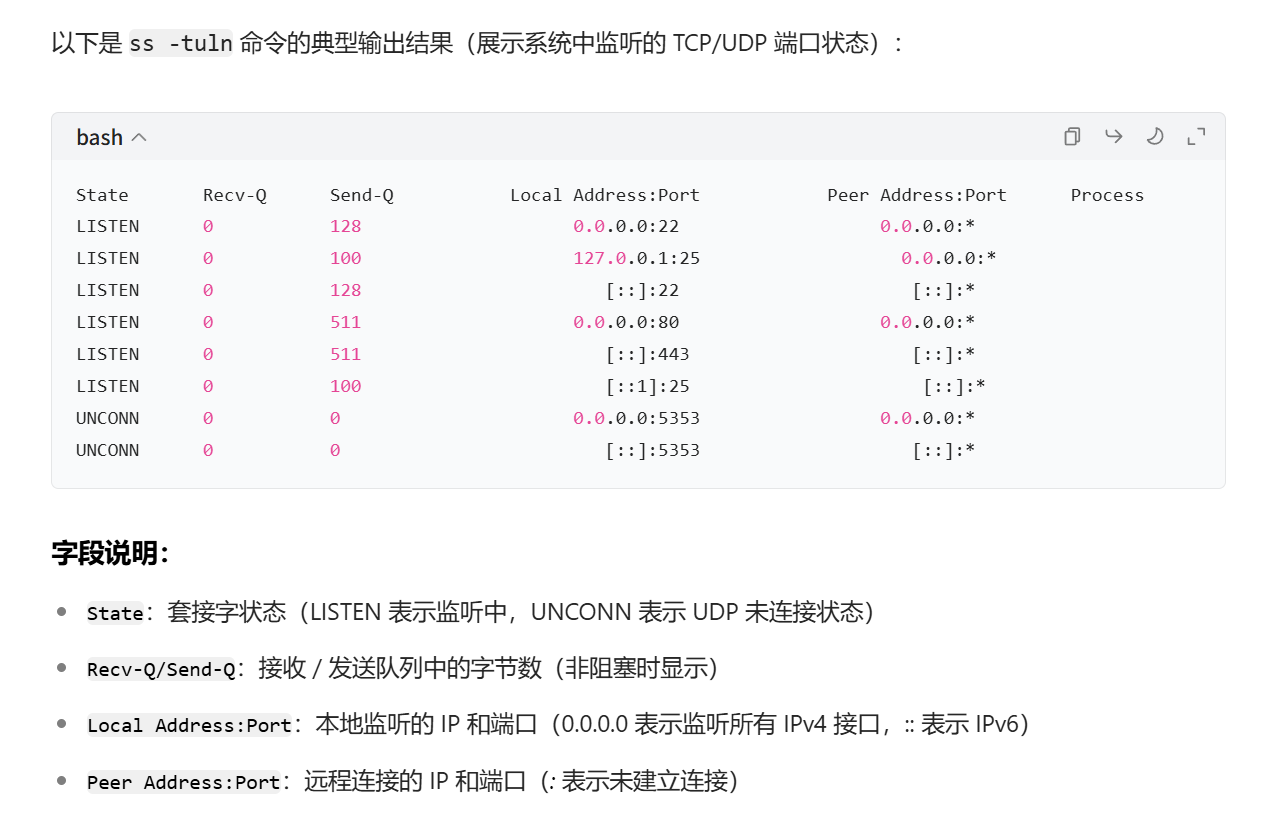 以下是 ss -tuln 命令的典型输出结果（展示系统中监听的 TCP/UDP 端口状态）：
bash
State Recv-Q Send-Q Local Address:Port Peer Address:Port Process
LISTEN 0 128 0.0.0.0:22 0.0.0.0:*
LISTEN 0 100 127.0.0.1:25 0.0.0.0:*
LISTEN 0 128 [::]:22 [::]:*
LISTEN 0 511 0.0.0.0:80 0.0.0.0:*
LISTEN 0 511 [::]:443 [::]:*
LISTEN 0 100 [::1]:25 [::]:*
UNCONN 0 0 0.0.0.0:5353 0.0.0.0:*
UNCONN 0 0 [::]:5353 [::]:*
字段说明：
• State：套接字状态（LISTEN 表示监听中，UNCONN 表示 UDP 未连接状态）
• Recv-Q/Send-Q：接收 / 发送队列中的字节数（非阻塞时显示）
• Local Address:Port：本地监听的 IP 和端口（0.0.0.0 表示监听所有 IPv4 接口，:: 表示 IPv6）
• Peer Address:Port：远程连接的 IP 和端口（: 表示未建立连接）